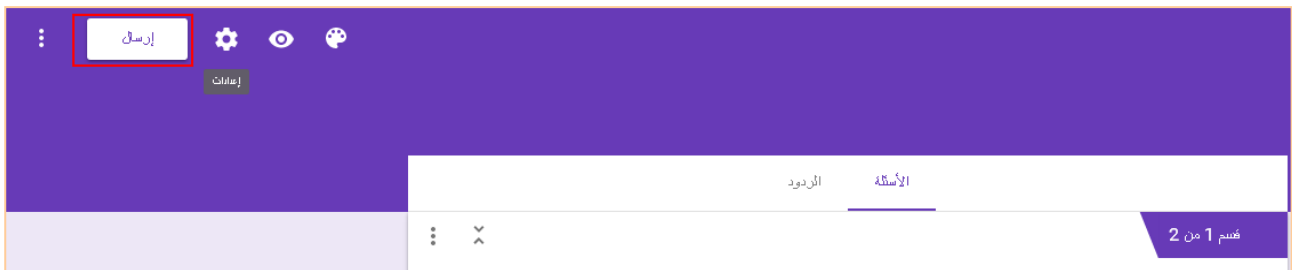 إرسال
إعدادات
الأسئلة
الردود
قسم 1 من 2